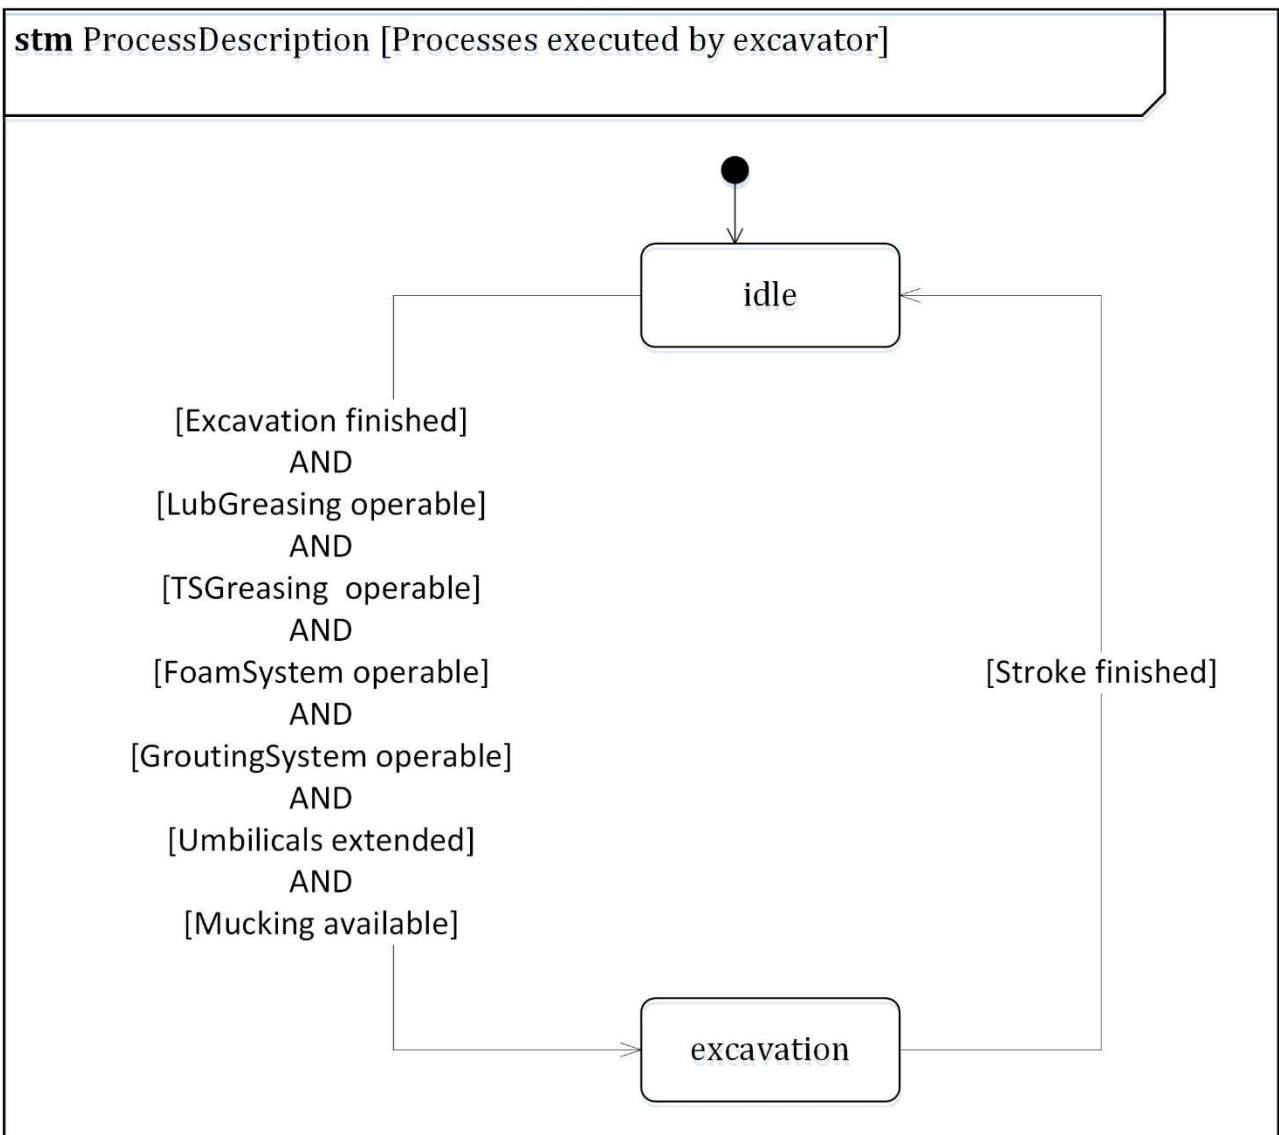 stm ProcessDescription [Processes executed by excavator]
idle
[Excavation finished]
AND
[LubGreasing operable]
AND
[TSGreasing  operable]
AND
[FoamSystem operable]
AND
[GroutingSystem operable]
AND
[Umbilicals extended]
AND
[Mucking available]
[Stroke finished]
excavation